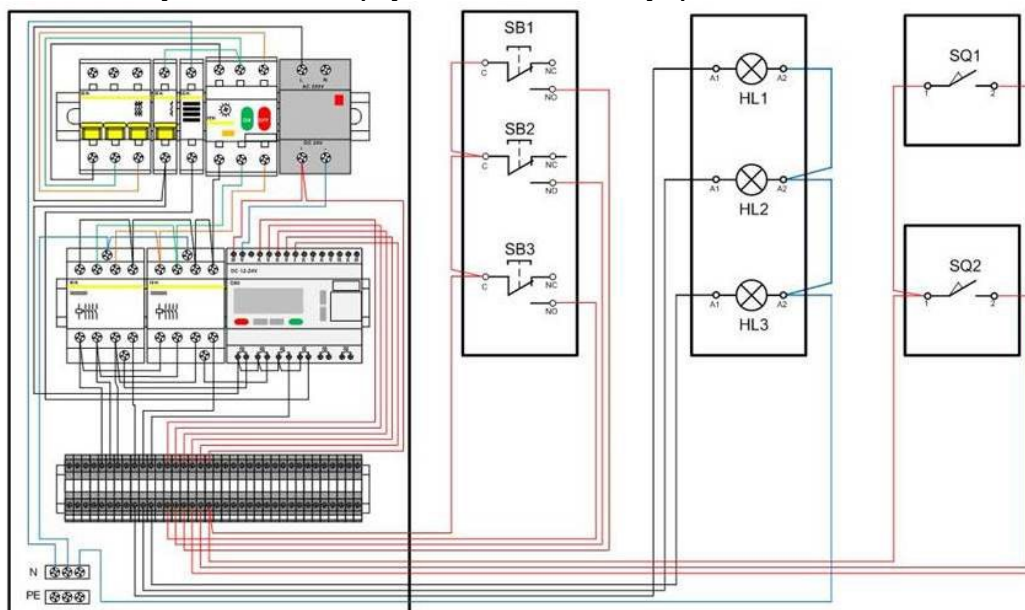 L N
AC 230V
DC 24V
DC 12-24V
N
PE
SB1
C
NC
NO
SB2
C
NC
NO
SB3
C
NC
NO
A1
A2
HL1
A1
A2
HL2
A1
A2
HL3
SQ1
1
2
SQ2
1
2